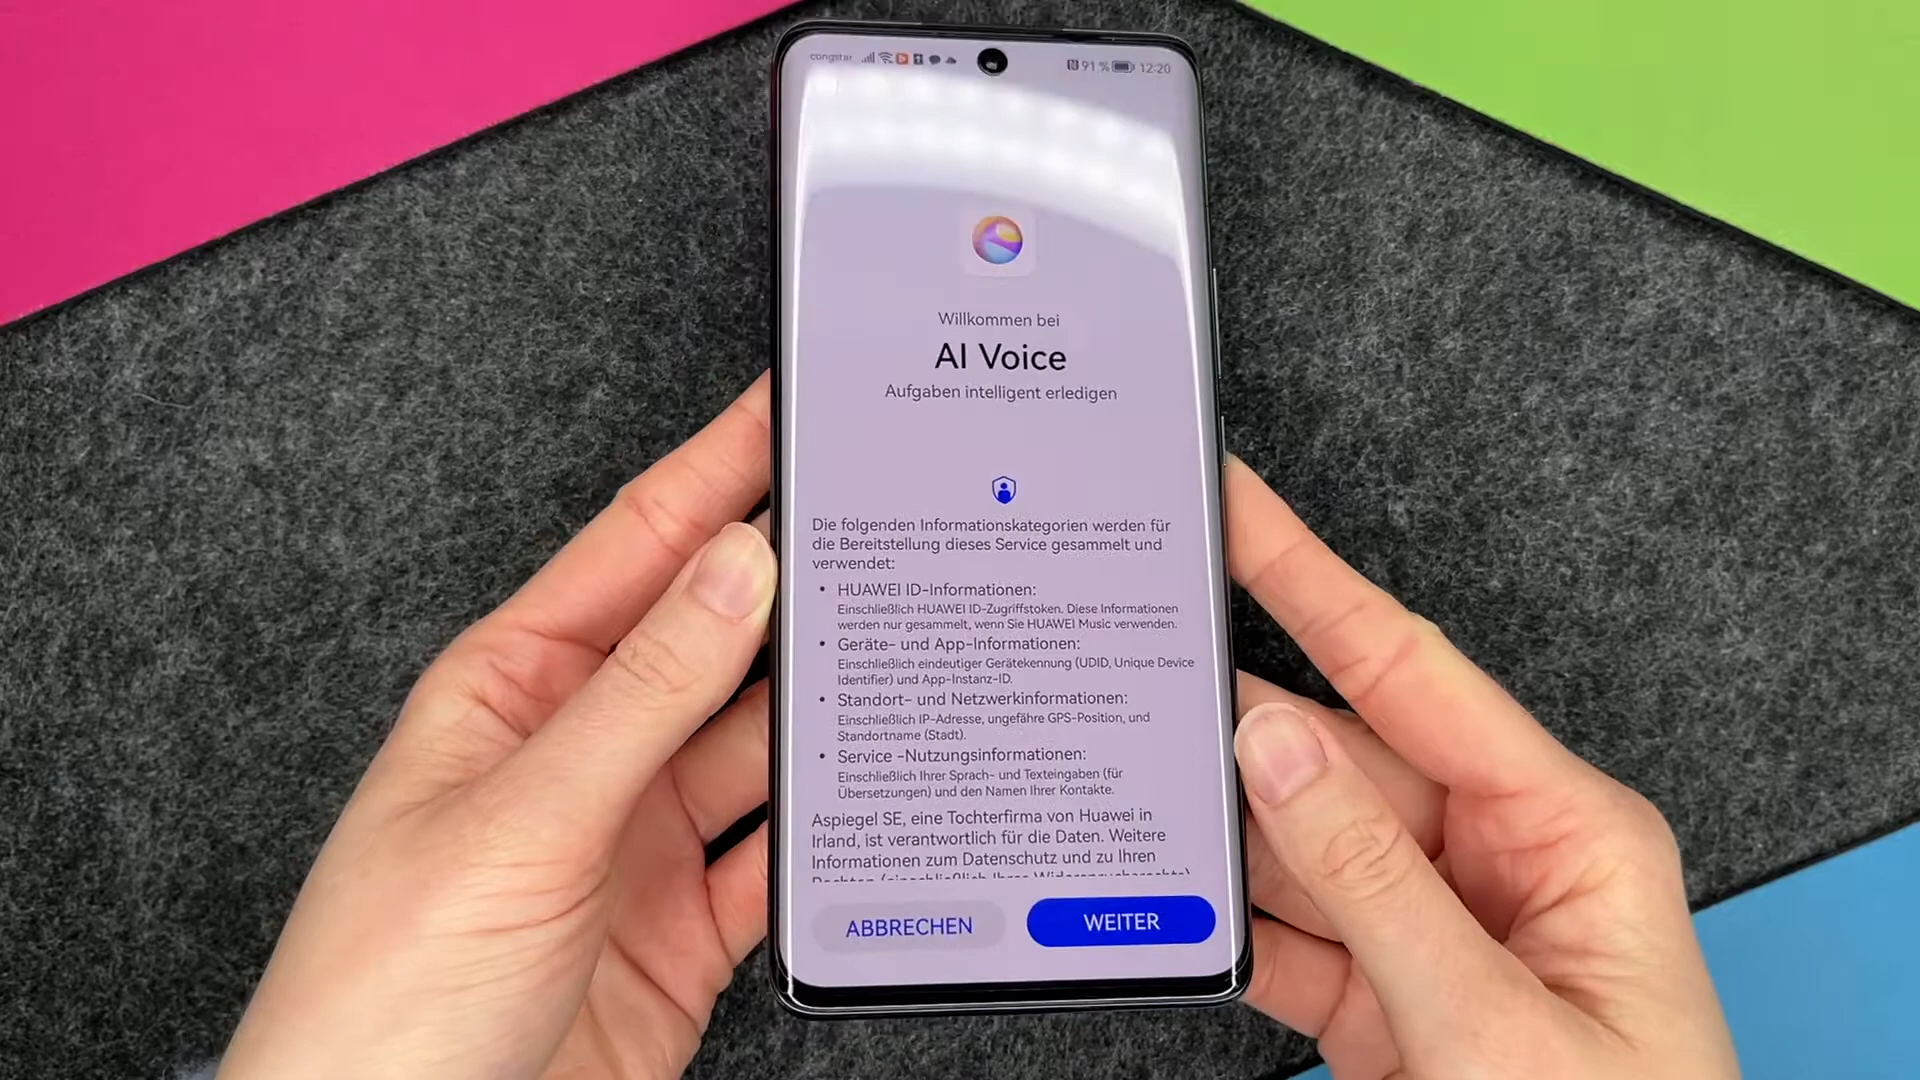 congstar 91 % 12:20
Willkommen bei
AI Voice
Aufgaben intelligent erledigen
Die folgenden Informationskategorien werden für
die Bereitstellung dieses Service gesammelt und
verwendet:
• HUAWEI ID-Informationen:
Einschließlich HUAWEI ID-Zugriffstoken. Diese Informationen
werden nur gesammelt, wenn Sie HUAWEI Music verwenden.
• Geräte- und App-Informationen:
Einschließlich eindeutiger Gerätekennung (UDID, Unique Device
Identifier) und App-Instanz-ID.
• Standort- und Netzwerkinformationen:
Einschließlich IP-Adresse, ungefähre GPS-Position, und
Standortname (Stadt).
• Service -Nutzungsinformationen:
Einschließlich Ihrer Sprach- und Texteingaben (für
Übersetzungen) und den Namen Ihrer Kontakte.
Aspiegel SE, eine Tochterfirma von Huawei in
Irland, ist verantwortlich für die Daten. Weitere
Informationen zum Datenschutz und zu Ihren
Rechten (einschließlich Ihres Widerspruchsrechts)
ABBRECHEN
WEITER